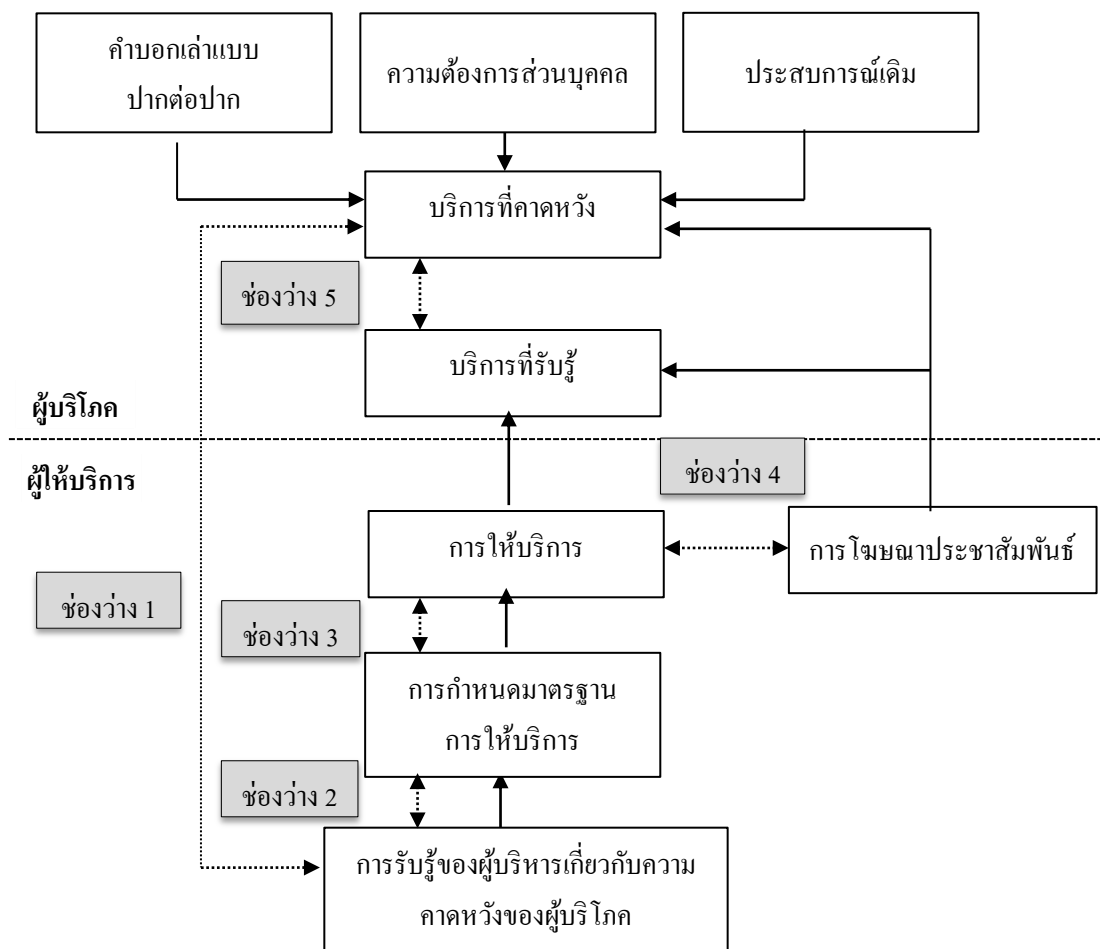 คำบอกเล่าแบบ
ปากต่อปาก
ความต้องการส่วนบุคคล
ประสบการณ์เดิม
บริการที่คาดหวัง
ช่องว่าง 5
บริการที่รับรู้
ผู้บริโภค
ผู้ให้บริการ
ช่องว่าง 4
การให้บริการ
การโฆษณาประชาสัมพันธ์
ช่องว่าง 1
ช่องว่าง 3
การกำหนดมาตรฐาน
การให้บริการ
ช่องว่าง 2
การรับรู้ของผู้บริหารเกี่ยวกับความ
คาดหวังของผู้บริโภค